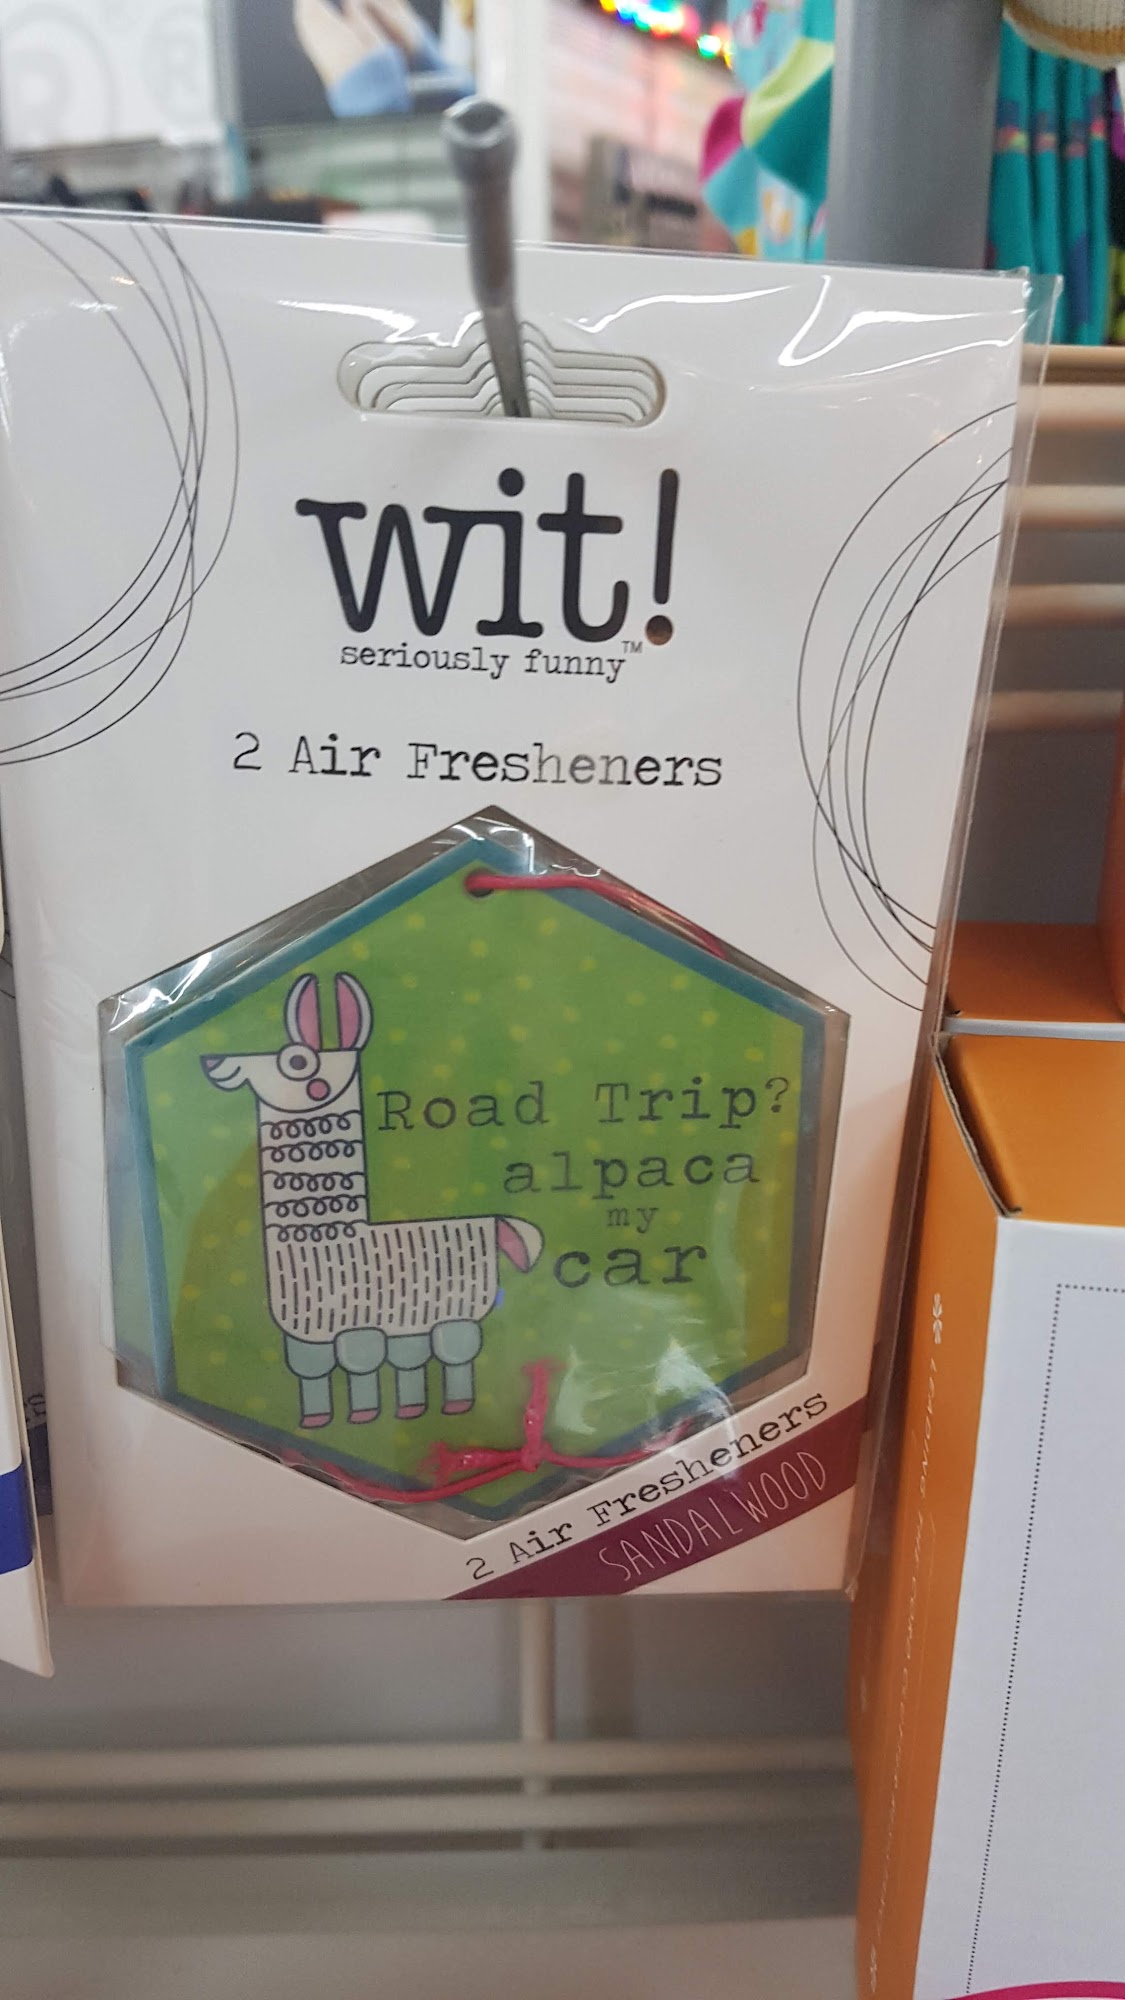 wit!
seriously funny™
2 Air Fresheners
Road Trip?
alpaca
my
car
2 Air Fresheners
SANDALWOOD